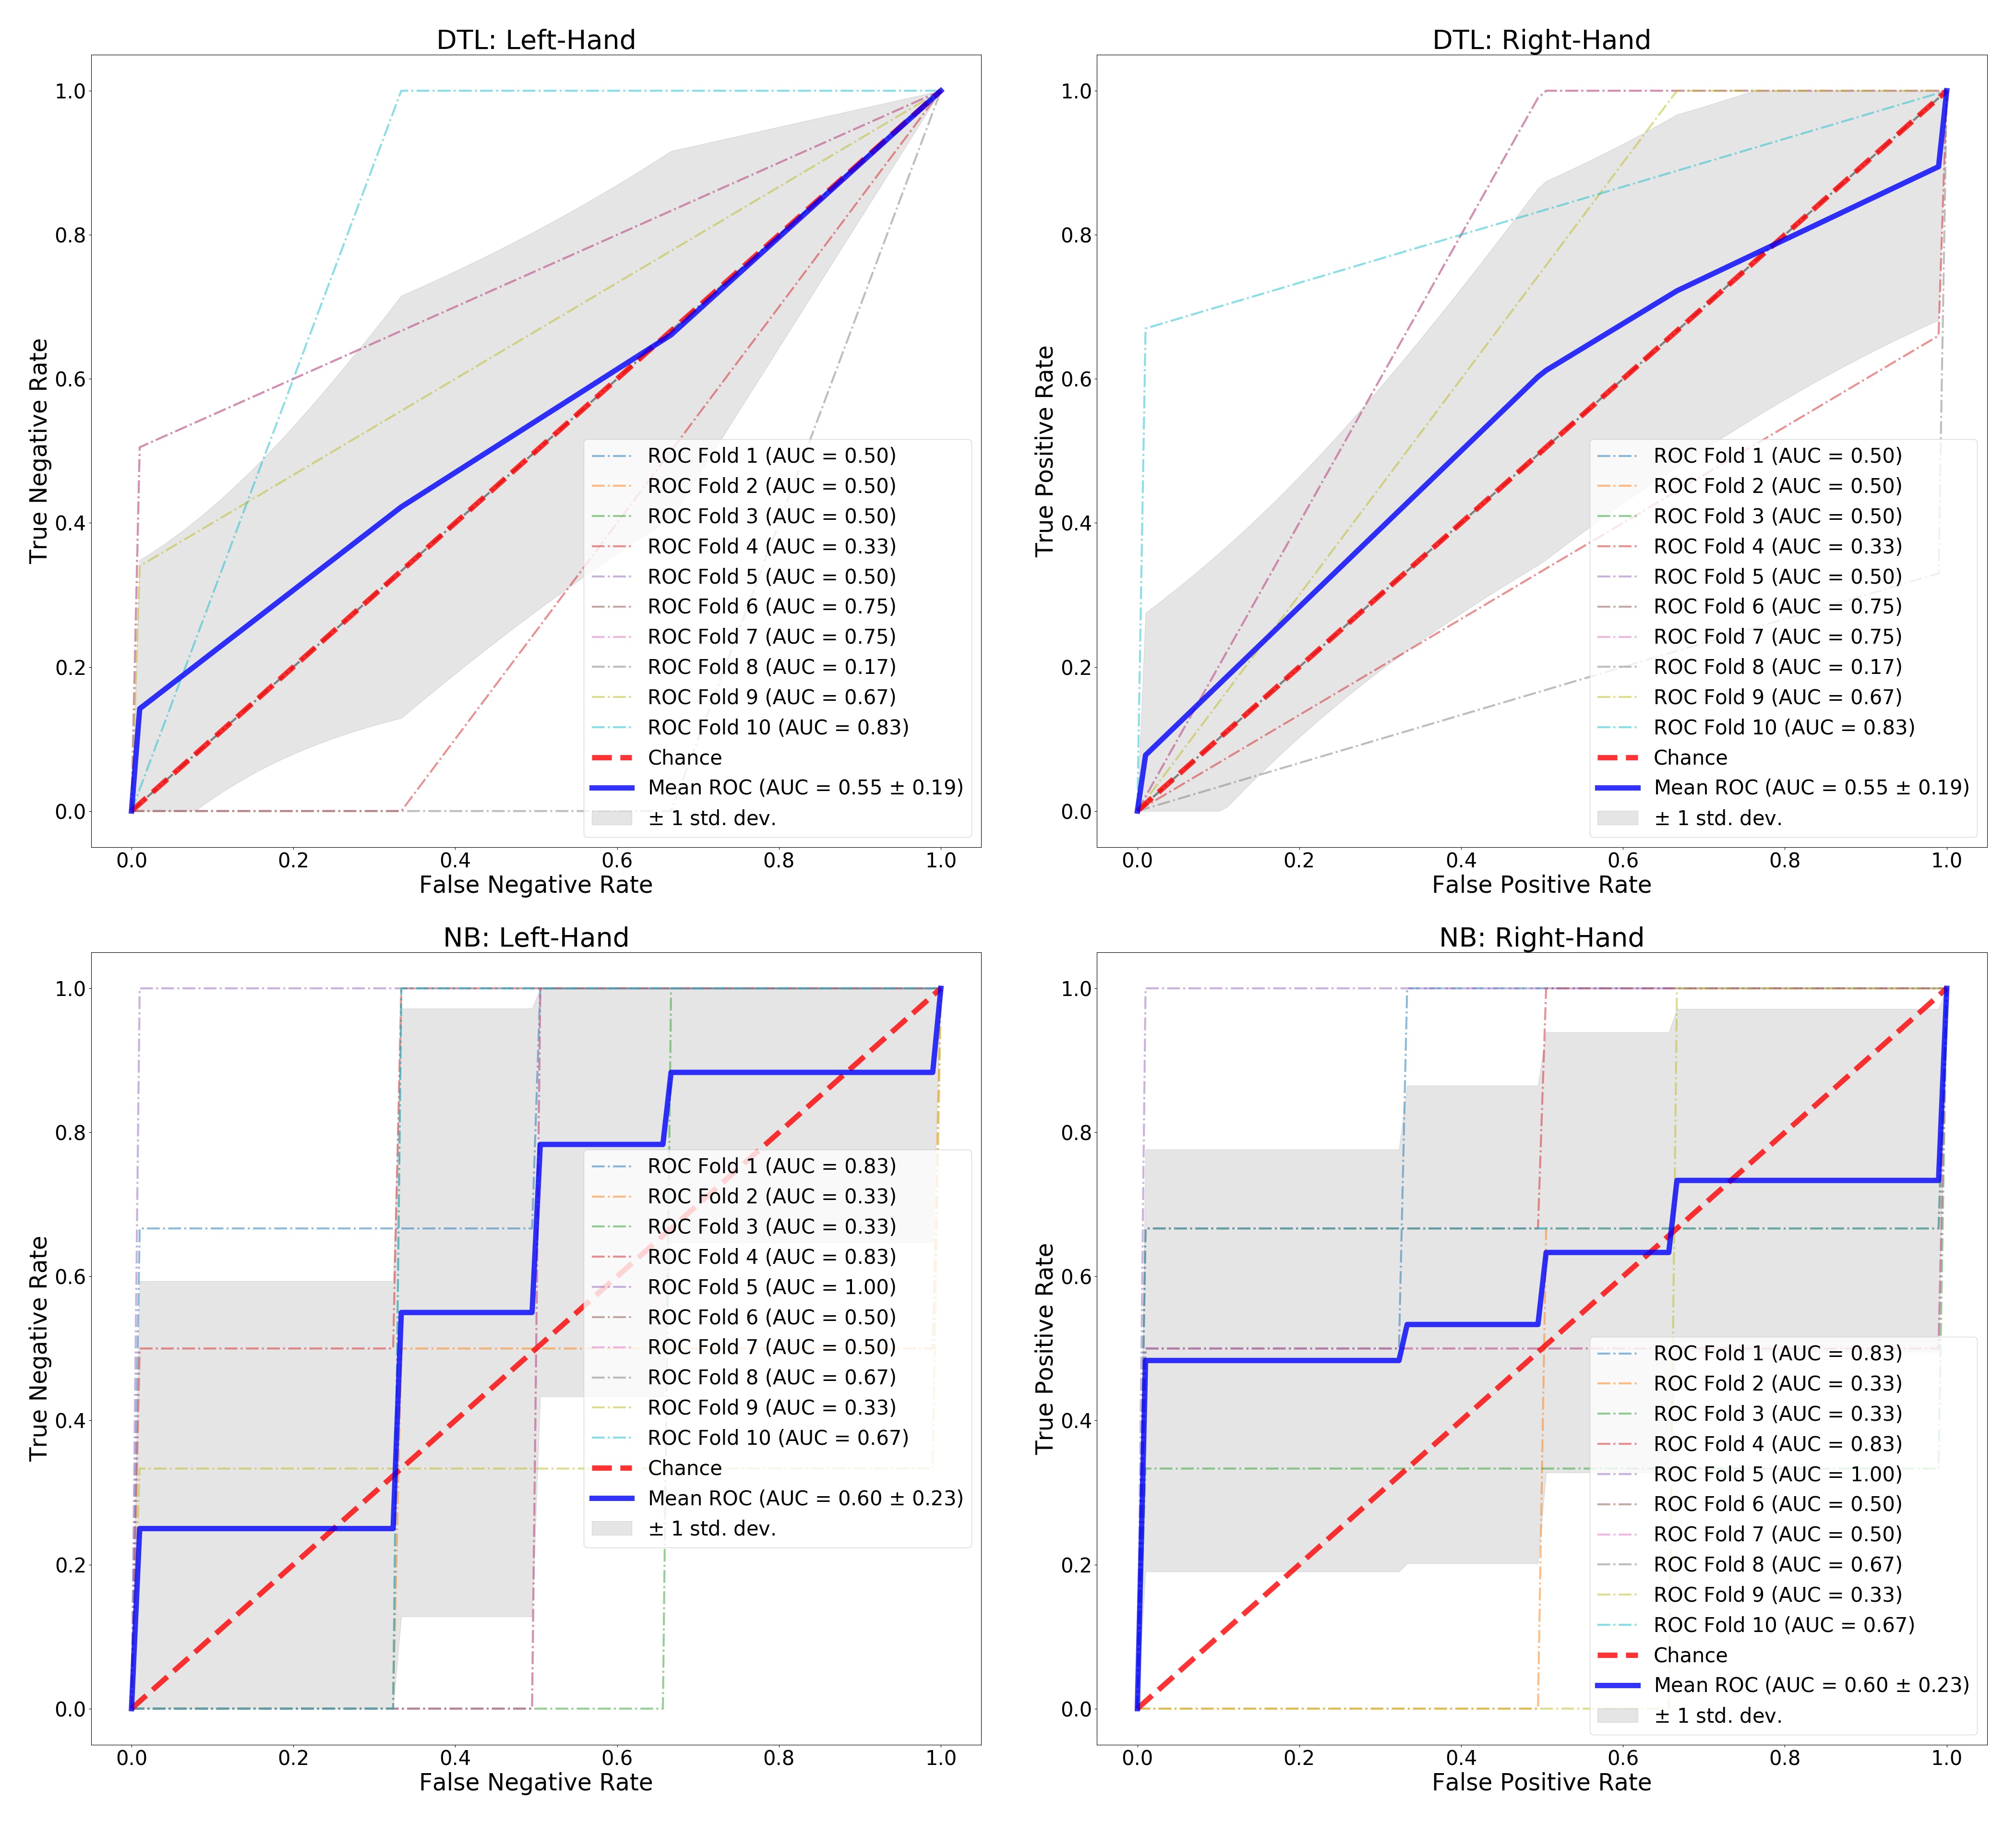 DTL: Left-Hand
True Negative Rate
1.0
0.8
0.6
0.4
0.2
0.0
ROC Fold 1 (AUC = 0.50)
ROC Fold 2 (AUC = 0.50)
ROC Fold 3 (AUC = 0.50)
ROC Fold 4 (AUC = 0.33)
ROC Fold 5 (AUC = 0.50)
ROC Fold 6 (AUC = 0.75)
ROC Fold 7 (AUC = 0.75)
ROC Fold 8 (AUC = 0.17)
ROC Fold 9 (AUC = 0.67)
ROC Fold 10 (AUC = 0.83)
Chance
Mean ROC (AUC = 0.55 ± 0.19)
± 1 std. dev.
0.0 0.2 0.4 0.6 0.8 1.0
False Negative Rate
DTL: Right-Hand
True Positive Rate
1.0
0.8
0.6
0.4
0.2
0.0
ROC Fold 1 (AUC = 0.50)
ROC Fold 2 (AUC = 0.50)
ROC Fold 3 (AUC = 0.50)
ROC Fold 4 (AUC = 0.33)
ROC Fold 5 (AUC = 0.50)
ROC Fold 6 (AUC = 0.75)
ROC Fold 7 (AUC = 0.75)
ROC Fold 8 (AUC = 0.17)
ROC Fold 9 (AUC = 0.67)
ROC Fold 10 (AUC = 0.83)
Chance
Mean ROC (AUC = 0.55 ± 0.19)
± 1 std. dev.
0.0 0.2 0.4 0.6 0.8 1.0
False Positive Rate
NB: Left-Hand
True Negative Rate
1.0
0.8
0.6
0.4
0.2
0.0
ROC Fold 1 (AUC = 0.83)
ROC Fold 2 (AUC = 0.33)
ROC Fold 3 (AUC = 0.33)
ROC Fold 4 (AUC = 0.83)
ROC Fold 5 (AUC = 1.00)
ROC Fold 6 (AUC = 0.50)
ROC Fold 7 (AUC = 0.50)
ROC Fold 8 (AUC = 0.67)
ROC Fold 9 (AUC = 0.33)
ROC Fold 10 (AUC = 0.67)
Chance
Mean ROC (AUC = 0.60 ± 0.23)
± 1 std. dev.
0.0 0.2 0.4 0.6 0.8 1.0
False Negative Rate
NB: Right-Hand
True Positive Rate
1.0
0.8
0.6
0.4
0.2
0.0
ROC Fold 1 (AUC = 0.83)
ROC Fold 2 (AUC = 0.33)
ROC Fold 3 (AUC = 0.33)
ROC Fold 4 (AUC = 0.83)
ROC Fold 5 (AUC = 1.00)
ROC Fold 6 (AUC = 0.50)
ROC Fold 7 (AUC = 0.50)
ROC Fold 8 (AUC = 0.67)
ROC Fold 9 (AUC = 0.33)
ROC Fold 10 (AUC = 0.67)
Chance
Mean ROC (AUC = 0.60 ± 0.23)
± 1 std. dev.
0.0 0.2 0.4 0.6 0.8 1.0
False Positive Rate